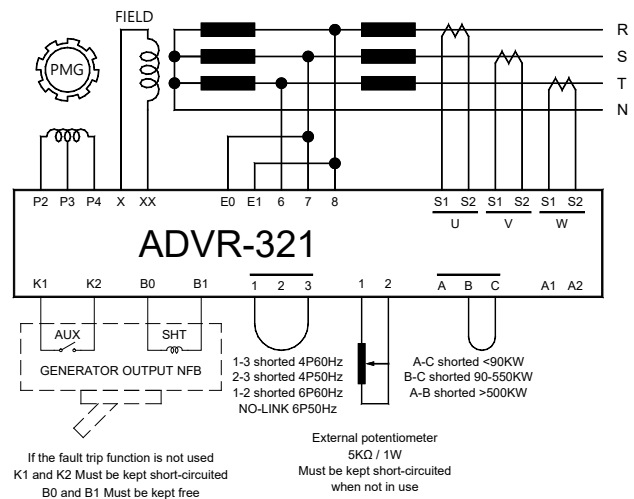 FIELD
R
S
PMG
T
N
P2 P3 P4 X XX E0 E1 6 7 8 S1 S2 S1 S2 S1 S2
U V W
ADVR-321
K1 K2 B0 B1 1 2 3 1 2 A B C A1 A2
AUX SHT
GENERATOR OUTPUT NFB
1-3 shorted 4P60Hz
2-3 shorted 4P50Hz
1-2 shorted 6P60Hz
NO-LINK 6P50Hz
A-C shorted <90KW
B-C shorted 90-550KW
A-B shorted >500KW
External potentiometer
5KΩ / 1W
Must be kept short-circuited
when not in use
If the fault trip function is not used
K1 and K2 Must be kept short-circuited
B0 and B1 Must be kept free